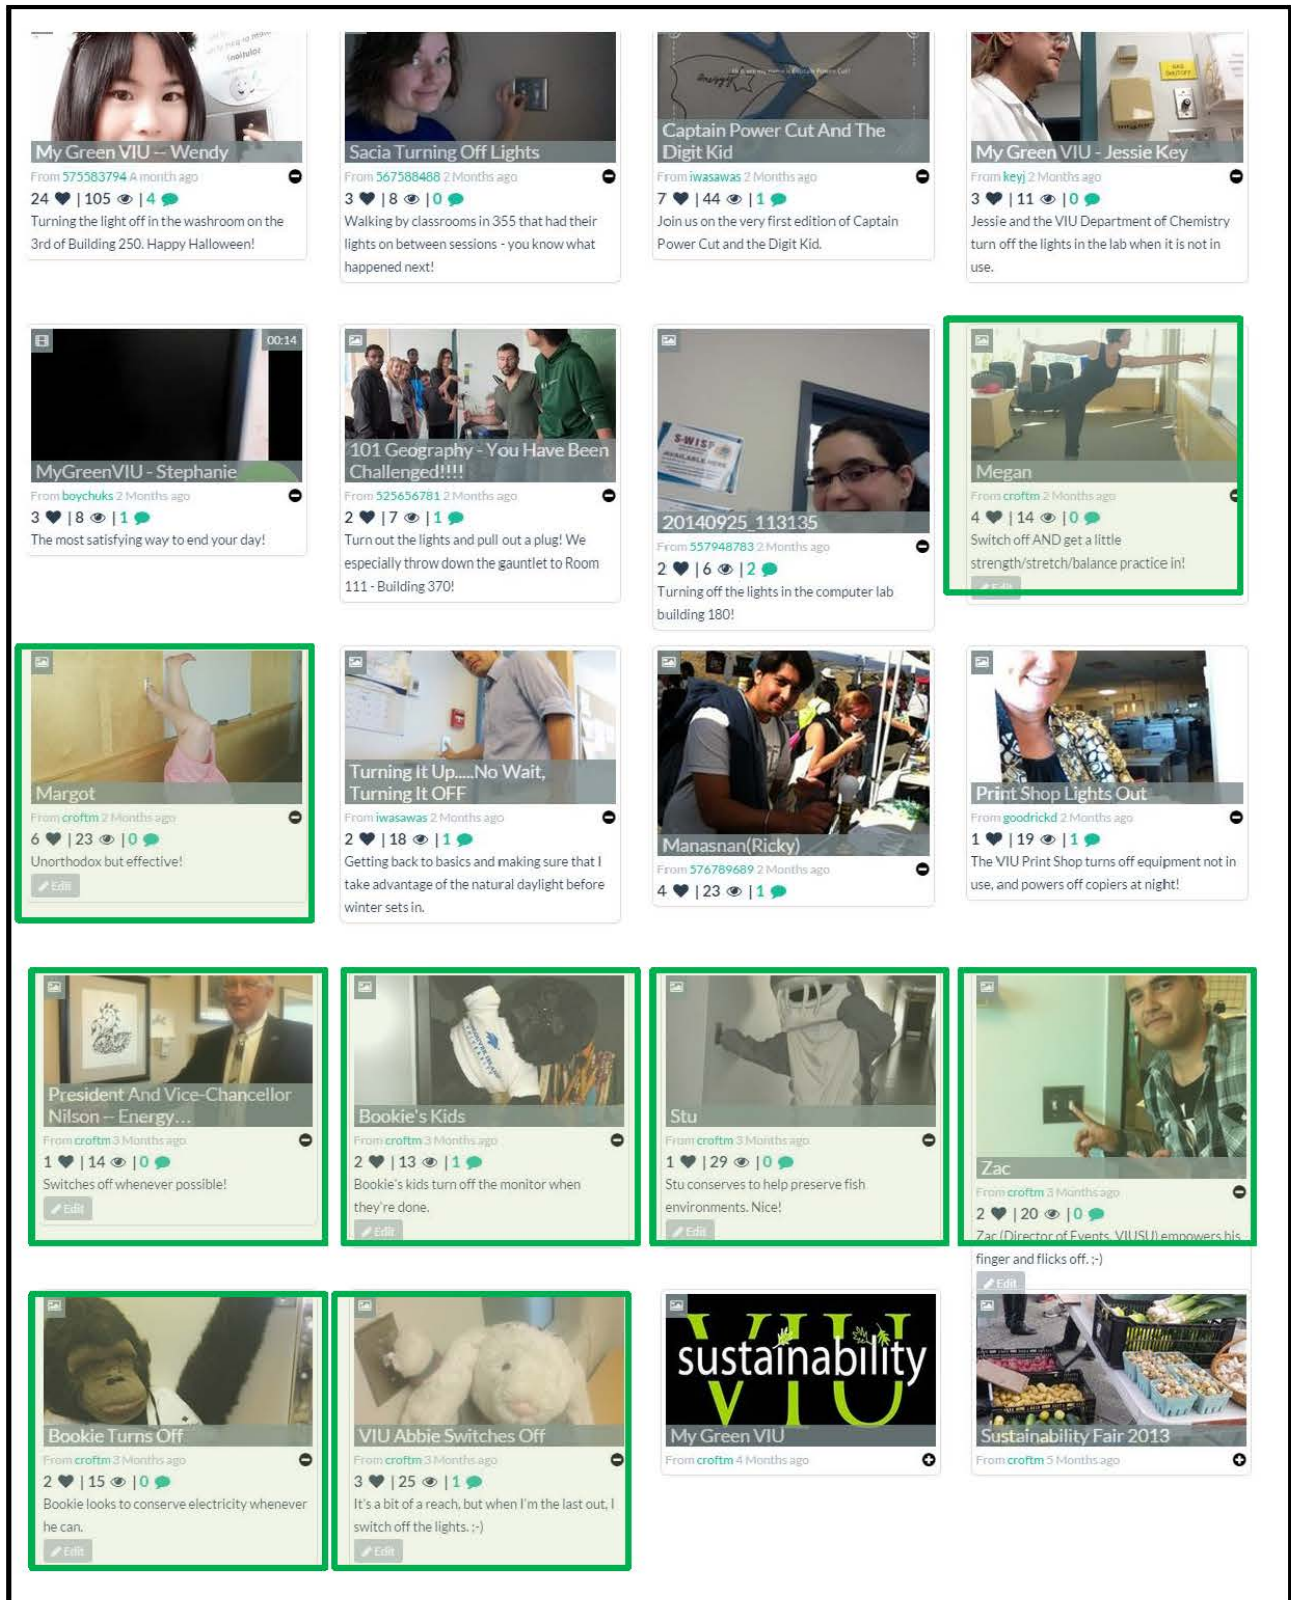 My Green VIU -- Wendy
From 575583794 A month ago
24 | 105 | 4
Turning the light off in the washroom on the
3rd of Building 250. Happy Halloween!
Sacia Turning Off Lights
From 567588488 2 Months ago
3 | 8 | 0
Walking by classrooms in 355 that had their
lights on between sessions - you know what
happened next!
Captain Power Cut And The
Digit Kid
From iwasawas 2 Months ago
7 | 44 | 1
Join us on the very first edition of Captain
Power Cut and the Digit Kid.
My Green VIU - Jessie Key
From keyj 2 Months ago
3 | 11 | 0
Jessie and the VIU Department of Chemistry
turn off the lights in the lab when it is not in
use.
00:14
MyGreenVIU - Stephanie
From boychuks 2 Months ago
3 | 8 | 1
The most satisfying way to end your day!
101 Geography - You Have Been
Challenged!!!!
From 525656781 2 Months ago
2 | 7 | 1
Turn out the lights and pull out a plug! We
especially throw down the gauntlet to Room
111 - Building 370!
S-WIST
AVAILABLE HERE
20140925_113135
From 557948783 2 Months ago
2 | 6 | 2
Turning off the lights in the computer lab
building 180!
Megan
From croftm 2 Months ago
4 | 14 | 0
Switch off AND get a little
strength/stretch/balance practice in!
Edit
Margot
From croftm 2 Months ago
6 | 23 | 0
Unorthodox but effective!
Edit
Turning It Up.....No Wait,
Turning It OFF
From iwasawas 2 Months ago
2 | 18 | 1
Getting back to basics and making sure that I
take advantage of the natural daylight before
winter sets in.
Manasnan(Ricky)
From 576789689 2 Months ago
4 | 23 | 1
Print Shop Lights Out
From goodrickd 2 Months ago
1 | 19 | 1
The VIU Print Shop turns off equipment not in
use, and powers off copiers at night!
President And Vice-Chancellor
Nilson -- Energy...
From croftm 3 Months ago
1 | 14 | 0
Switches off whenever possible!
Edit
Bookie's Kids
From croftm 3 Months ago
2 | 13 | 1
Bookie's kids turn off the monitor when
they're done.
Edit
Stu
From croftm 3 Months ago
1 | 29 | 0
Stu conserves to help preserve fish
environments. Nice!
Edit
Zac
From croftm 3 Months ago
2 | 20 | 0
Zac (Director of Events, VIUSU) empowers his
finger and flicks off. ;-)
Edit
Bookie Turns Off
From croftm 3 Months ago
2 | 15 | 0
Bookie looks to conserve electricity whenever
he can.
Edit
VIU Abbie Switches Off
From croftm 3 Months ago
3 | 25 | 1
It's a bit of a reach, but when I'm the last out, I
switch off the lights. ;-)
Edit
VIU
sustainability
My Green VIU
From croftm 4 Months ago
Sustainability Fair 2013
From croftm 5 Months ago